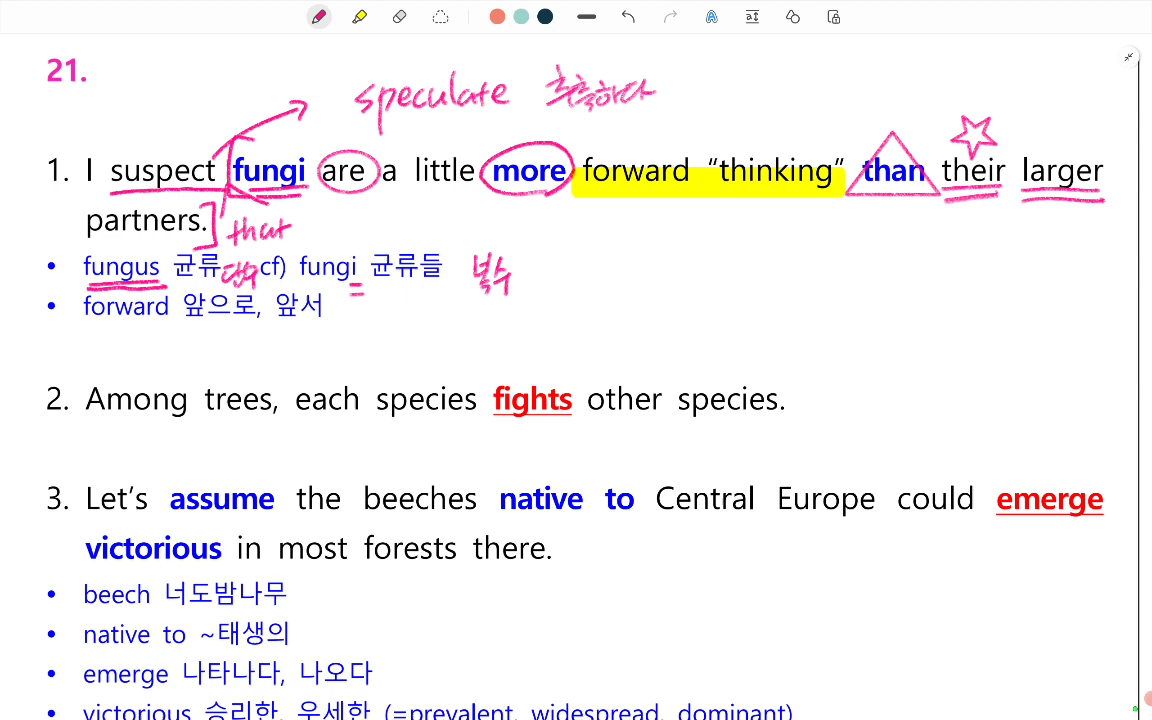 21.
speculate 추측하다
1. I suspect fungi are a little more forward “thinking” than their larger
partners.
that
• fungus 균류 단수 cf) fungi 균류들 복수
• forward 앞으로, 앞서
2. Among trees, each species fights other species.
3. Let’s assume the beeches native to Central Europe could emerge
victorious in most forests there.
• beech 너도밤나무
• native to ~태생의
• emerge 나타나다, 나오다
• victorious 승리한, 우세한 (=prevalent, widespread, dominant)